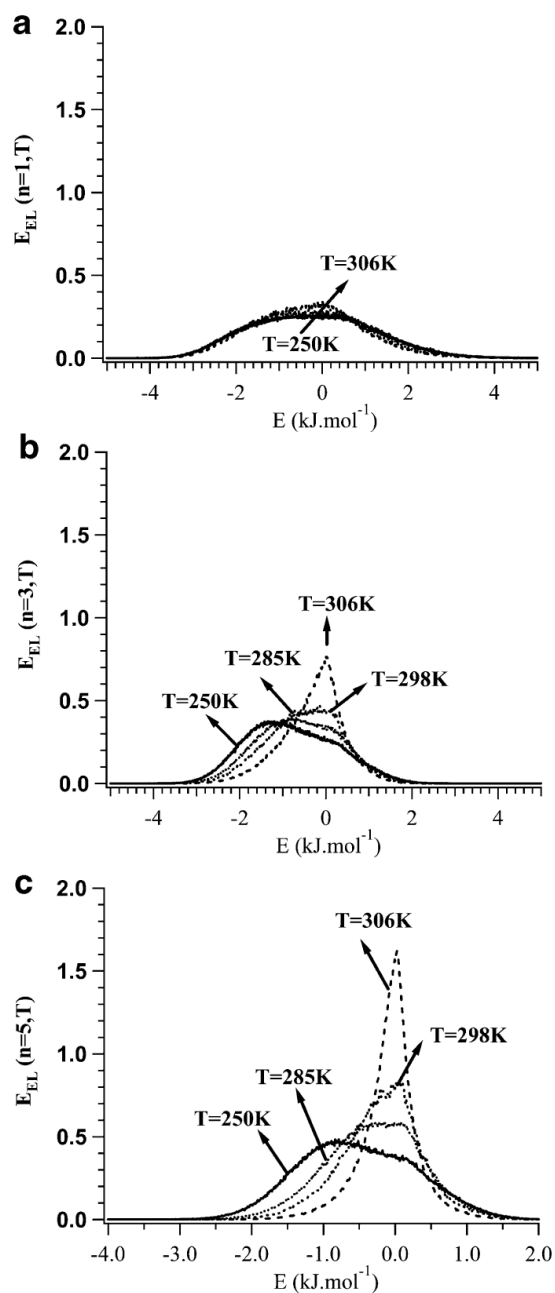 a
2.0
1.5
1.0
0.5
0.0
E_EL (n=1,T)
T=306K
T=250K
-4 -2 0 2 4
E (kJ.mol⁻¹)
b
2.0
1.5
1.0
0.5
0.0
E_EL (n=3,T)
T=306K
T=285K
T=298K
T=250K
-4 -2 0 2 4
E (kJ.mol⁻¹)
c
2.0
1.5
1.0
0.5
0.0
E_EL (n=5,T)
T=306K
T=298K
T=285K
T=250K
-4.0 -3.0 -2.0 -1.0 0.0 1.0 2.0
E (kJ.mol⁻¹)